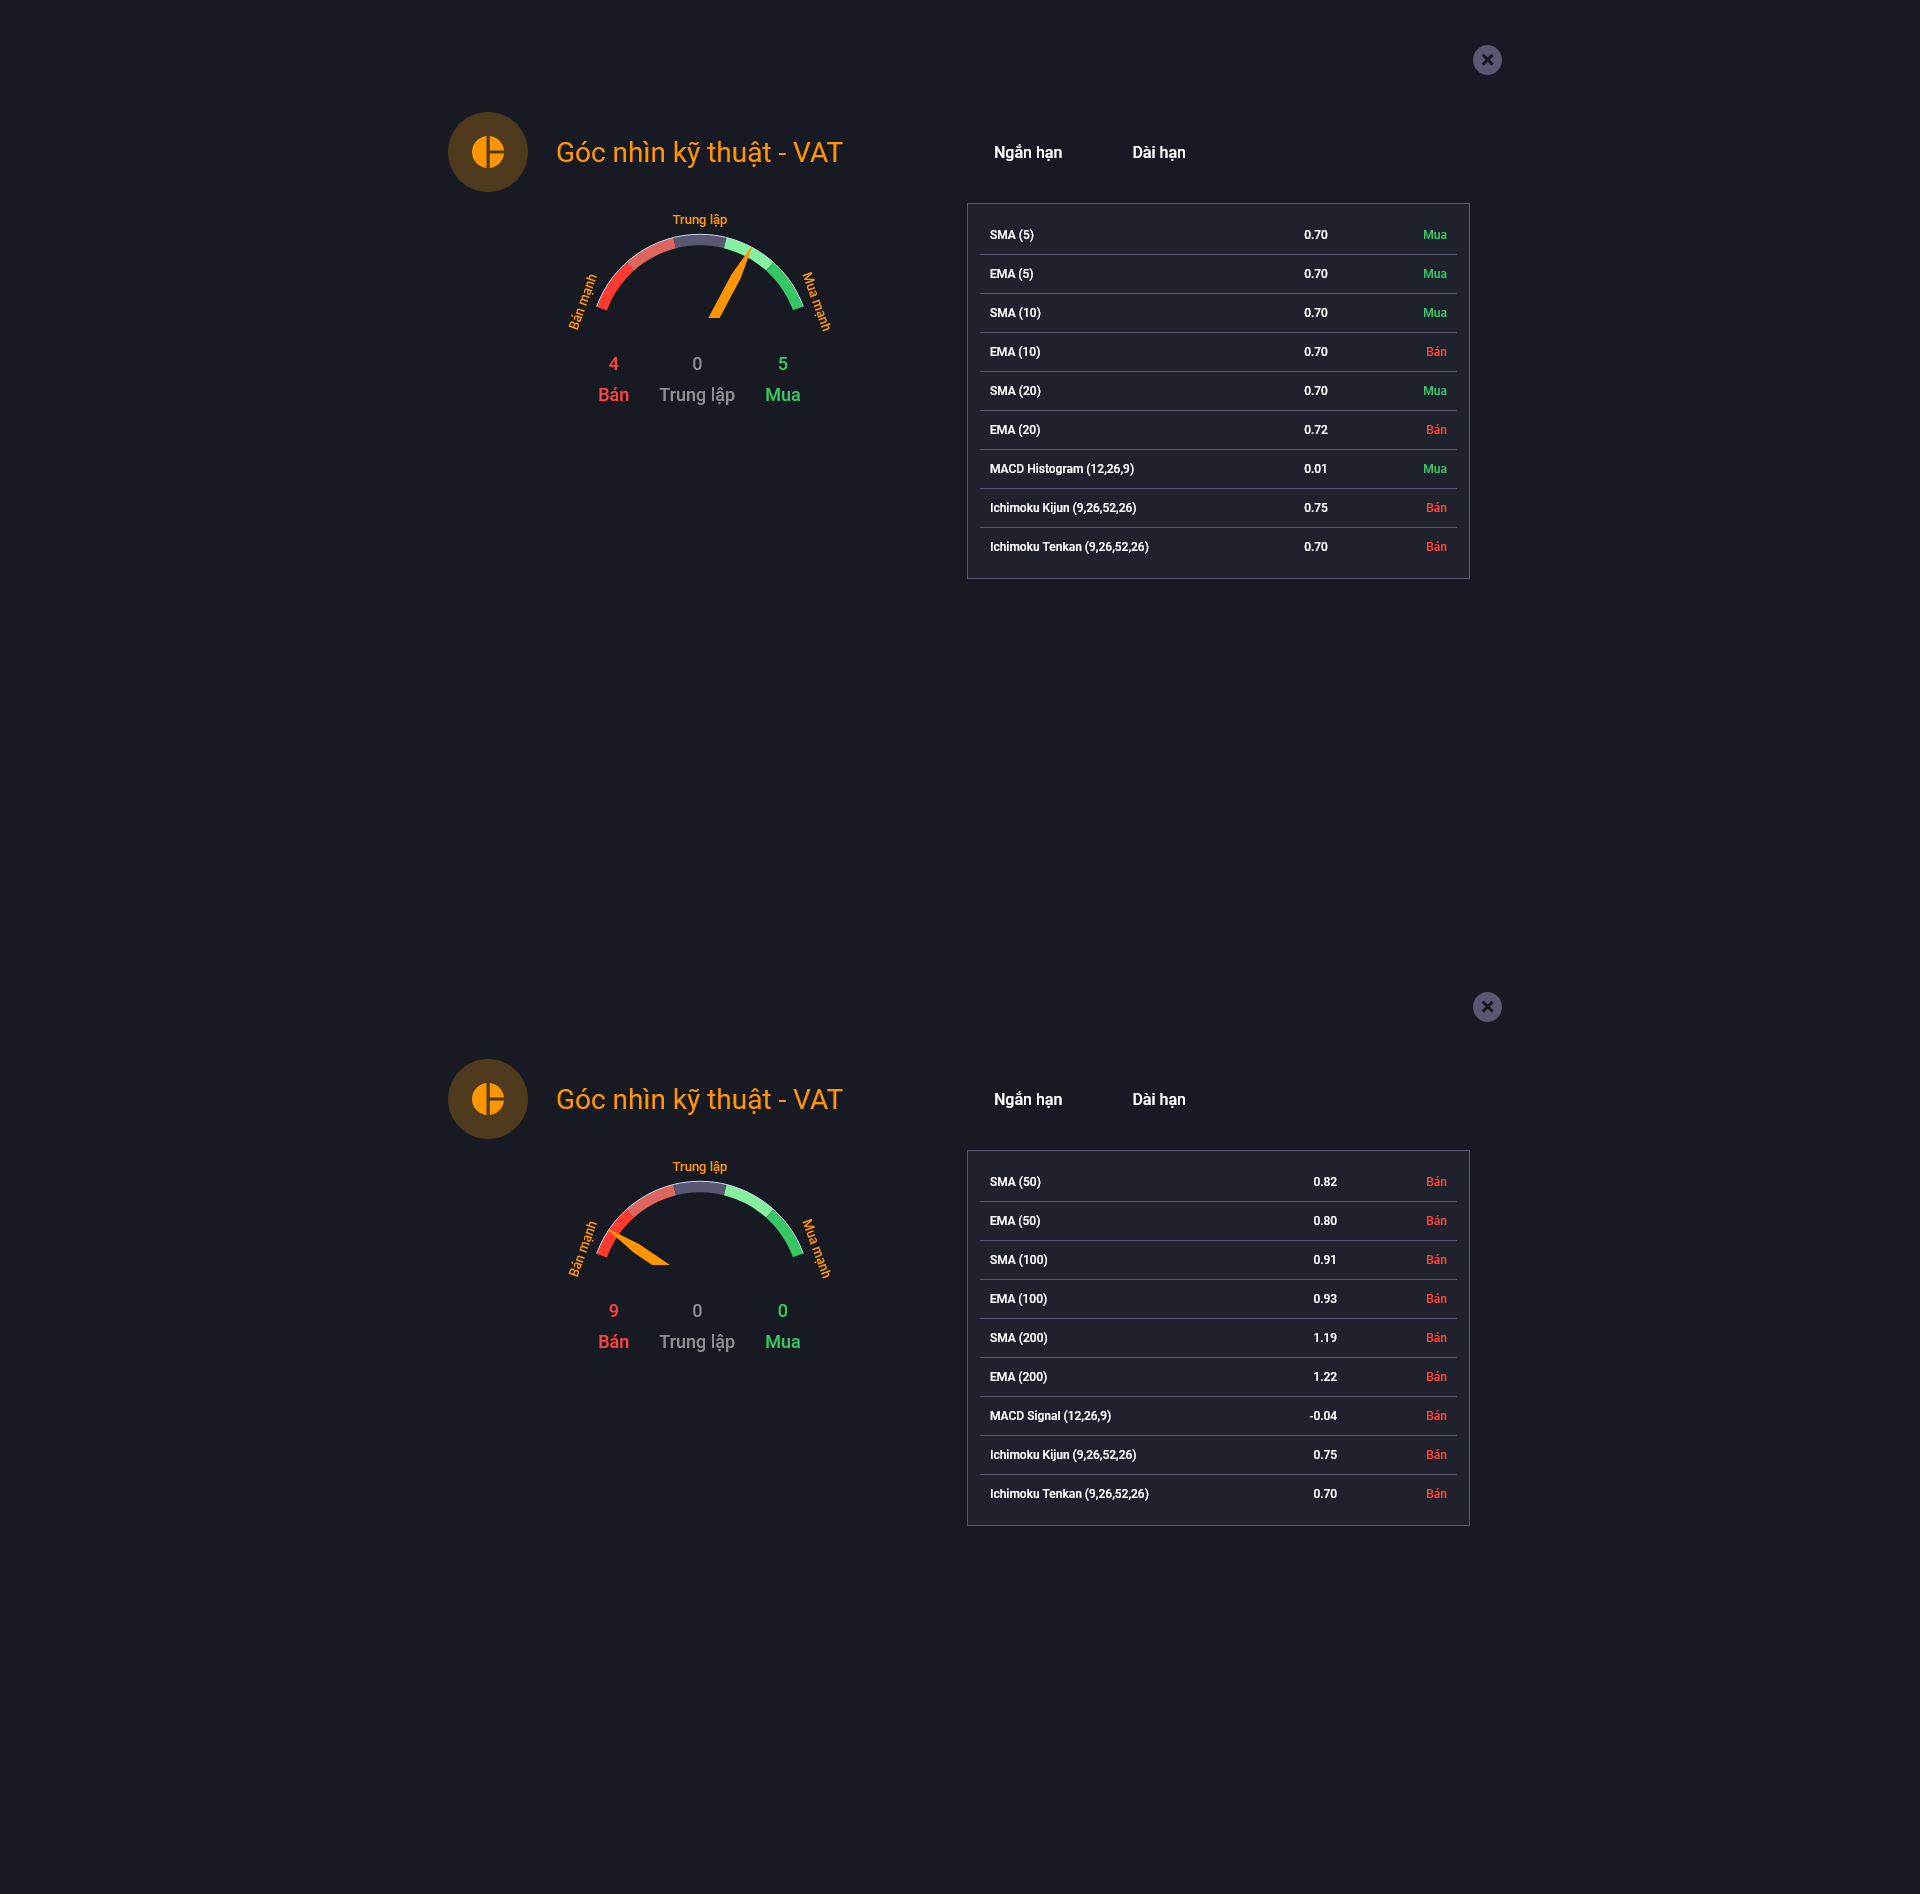 Góc nhìn kỹ thuật - VAT
Ngắn hạn
Dài hạn
Trung lập
Bán mạnh
Mua mạnh
4 0 5
Bán Trung lập Mua
SMA (5) 0.70 Mua
EMA (5) 0.70 Mua
SMA (10) 0.70 Mua
EMA (10) 0.70 Bán
SMA (20) 0.70 Mua
EMA (20) 0.72 Bán
MACD Histogram (12,26,9) 0.01 Mua
Ichimoku Kijun (9,26,52,26) 0.75 Bán
Ichimoku Tenkan (9,26,52,26) 0.70 Bán
Góc nhìn kỹ thuật - VAT
Ngắn hạn
Dài hạn
Trung lập
Bán mạnh
Mua mạnh
9 0 0
Bán Trung lập Mua
SMA (50) 0.82 Bán
EMA (50) 0.80 Bán
SMA (100) 0.91 Bán
EMA (100) 0.93 Bán
SMA (200) 1.19 Bán
EMA (200) 1.22 Bán
MACD Signal (12,26,9) -0.04 Bán
Ichimoku Kijun (9,26,52,26) 0.75 Bán
Ichimoku Tenkan (9,26,52,26) 0.70 Bán